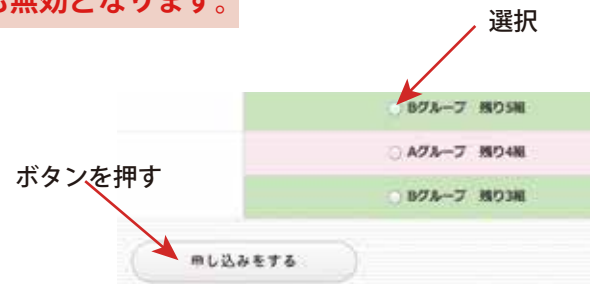 も無効となります。
選択
Bグループ 残り5組
Aグループ 残り4組
ボタンを押す
Bグループ 残り3組
申し込みをする